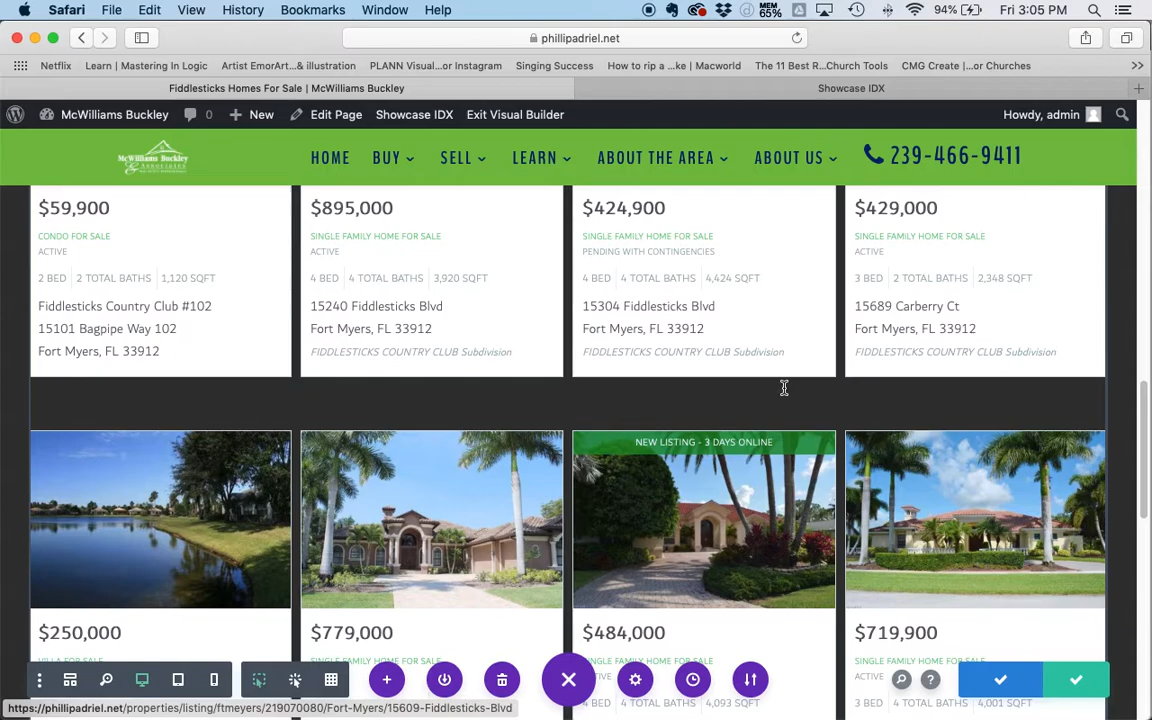 Safari File Edit View History Bookmarks Window Help MEM 65% 94% Fri 3:05 PM
phillipadriel.net
Netflix Learn | Mastering In Logic Artist EmorArt...& illustration PLANN Visual...or Instagram Singing Success How to rip a ...ke | Macworld The 11 Best R...Church Tools CMG Create |...or Churches
Fiddlesticks Homes For Sale | McWilliams Buckley Showcase IDX
McWilliams Buckley 0 New Edit Page Showcase IDX Exit Visual Builder Howdy, admin
McWilliams Buckley & Associates HOME BUY SELL LEARN ABOUT THE AREA ABOUT US 239-466-9411
$59,900 $895,000 $424,900 $429,000
CONDO FOR SALE SINGLE FAMILY HOME FOR SALE SINGLE FAMILY HOME FOR SALE SINGLE FAMILY HOME FOR SALE
ACTIVE ACTIVE PENDING WITH CONTINGENCIES ACTIVE
2 BED 2 TOTAL BATHS 1,120 SQFT 4 BED 4 TOTAL BATHS 3,920 SQFT 4 BED 4 TOTAL BATHS 4,424 SQFT 3 BED 2 TOTAL BATHS 2,348 SQFT
Fiddlesticks Country Club #102 15240 Fiddlesticks Blvd 15304 Fiddlesticks Blvd 15689 Carberry Ct
15101 Bagpipe Way 102 Fort Myers, FL 33912 Fort Myers, FL 33912 Fort Myers, FL 33912
Fort Myers, FL 33912 FIDDLESTICKS COUNTRY CLUB Subdivision FIDDLESTICKS COUNTRY CLUB Subdivision FIDDLESTICKS COUNTRY CLUB Subdivision
NEW LISTING - 3 DAYS ONLINE
$250,000 $779,000 $484,000 $719,900
VILLA FOR SALE
4,093 SQFT 4 BED 4,001 SQFT
https://phillipadriel.net/properties/listing/ftmeyers/219070080/Fort-Myers/15609-Fiddlesticks-Blvd